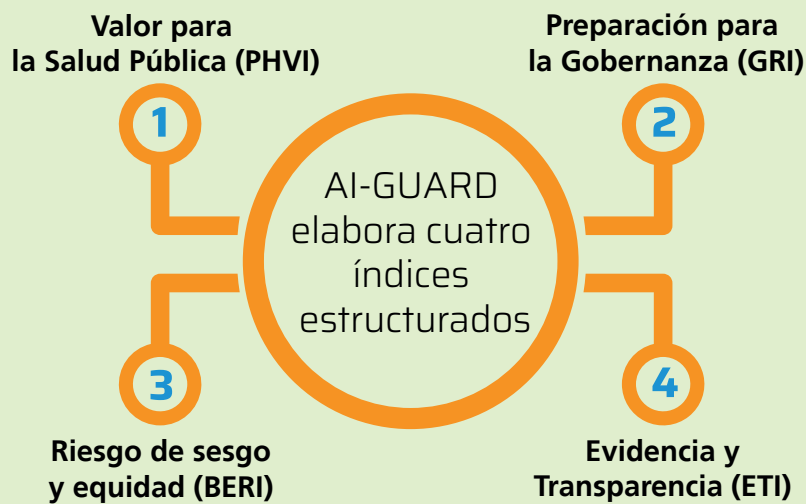 Valor para
la Salud Pública (PHVI)
1
Preparación para
la Gobernanza (GRI)
2
AI-GUARD
elabora cuatro
índices
estructurados
3
Riesgo de sesgo
y equidad (BERI)
4
Evidencia y
Transparencia (ETI)